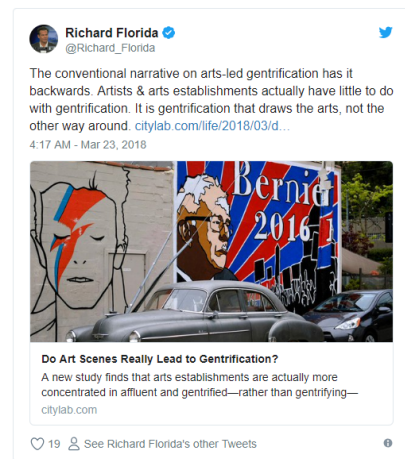 Richard Florida
@Richard_Florida
The conventional narrative on arts-led gentrification has it
backwards. Artists & arts establishments actually have little to do
with gentrification. It is gentrification that draws the arts, not the
other way around. citylab.com/life/2018/03/d…
4:17 AM - Mar 23, 2018
Bernie
2016
Do Art Scenes Really Lead to Gentrification?
A new study finds that arts establishments are actually more
concentrated in affluent and gentrified—rather than gentrifying—
citylab.com
19 See Richard Florida's other Tweets